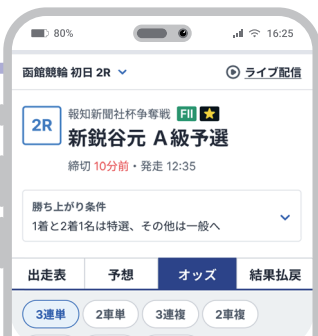 80%
16:25
函館競輪 初日 2R
ライブ配信
2R
報知新聞社杯争奪戦 FII
新鋭谷元 A級予選
締切 10分前・発走 12:35
勝ち上がり条件
1着と2着1名は特選、その他は一般へ
出走表 予想 オッズ 結果払戻
3連単 2車単 3連複 2車複